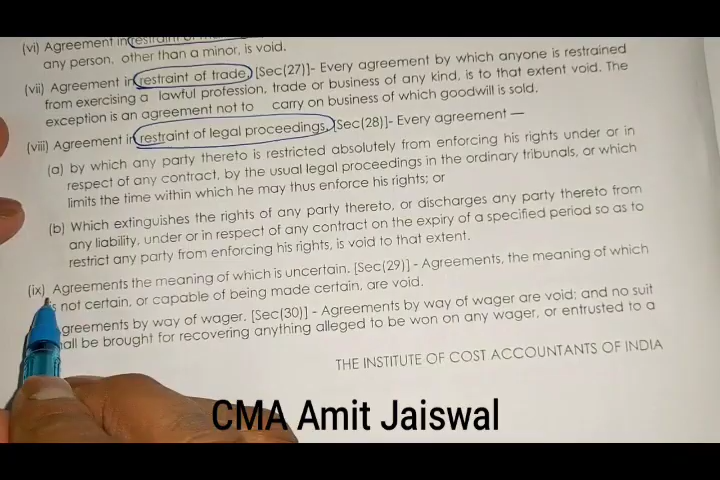 (vi) Agreement in restraint of
any person, other than a minor, is void.
(vii) Agreement in restraint of trade, [Sec(27)]- Every agreement by which anyone is restrained
from exercising a lawful profession, trade or business of any kind, is to that extent void. The
exception is an agreement not to carry on business of which goodwill is sold.
(viii) Agreement in restraint of legal proceedings, [Sec(28)]- Every agreement —
(a) by which any party thereto is restricted absolutely from enforcing his rights under or in
respect of any contract, by the usual legal proceedings in the ordinary tribunals, or which
limits the time within which he may thus enforce his rights; or
(b) Which extinguishes the rights of any party thereto, or discharges any party thereto from
any liability, under or in respect of any contract on the expiry of a specified period so as to
restrict any party from enforcing his rights, is void to that extent.
(ix) Agreements the meaning of which is uncertain. [Sec(29)] - Agreements, the meaning of which
is not certain, or capable of being made certain, are void.
greements by way of wager. [Sec(30)] - Agreements by way of wager are void; and no suit
hall be brought for recovering anything alleged to be won on any wager, or entrusted to a
THE INSTITUTE OF COST ACCOUNTANTS OF INDIA
CMA Amit Jaiswal